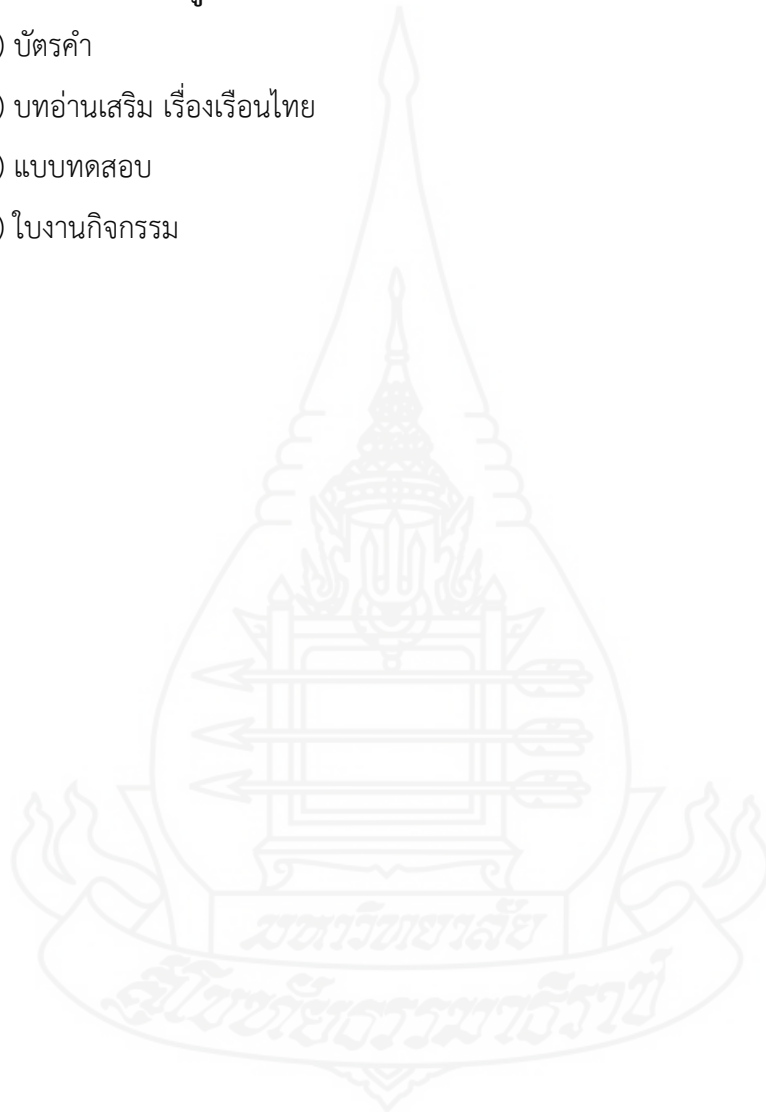 ) บัตรคำ
) บทอ่านเสริม เรื่องเรือนไทย
) แบบทดสอบ
) ใบงานกิจกรรม
มหาวิทยาลัย
สุโขทัยธรรมาธิราช